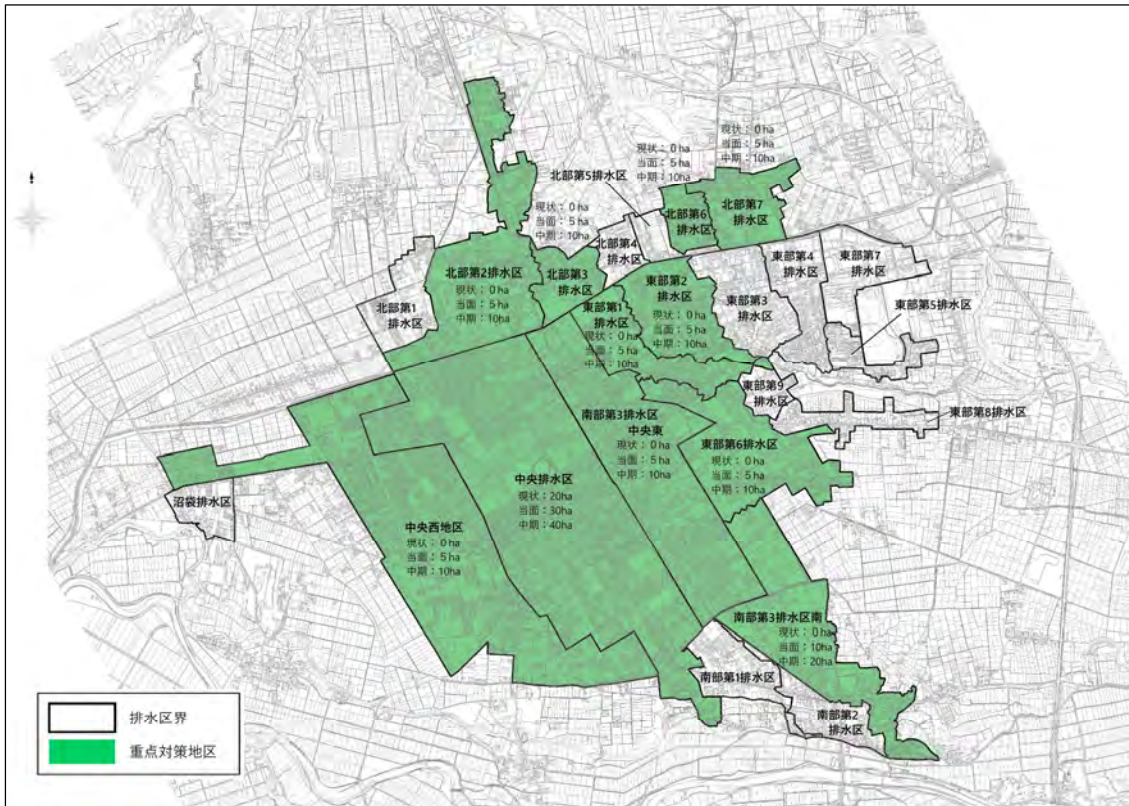 現状：0ha
当面：5ha
中期：10ha
現状：0ha
当面：5ha
中期：10ha
北部第5排水区
現状：0ha
当面：5ha
中期：10ha
北部第6
排水区
北部第7
排水区
北部第4
排水区
北部第2排水区
現状：0ha
当面：5ha
中期：10ha
北部第3
排水区
北部第1
排水区
東部第2
排水区
現状：0ha
当面：5ha
中期：10ha
東部第4
排水区
東部第7
排水区
東部第3
排水区
東部第5排水区
東部第1
排水区
現状：0ha
当面：5ha
中期：10ha
東部第9
排水区
東部第8排水区
南部第3排水区
中央東
現状：0ha
当面：5ha
中期：10ha
東部第6排水区
現状：0ha
当面：5ha
中期：10ha
中央排水区
現状：20ha
当面：30ha
中期：40ha
沼袋排水区
中央西地区
現状：0ha
当面：5ha
中期：10ha
南部第3排水区南
現状：0ha
当面：10ha
中期：20ha
南部第1排水区
南部第2
排水区
排水区界
重点対策地区